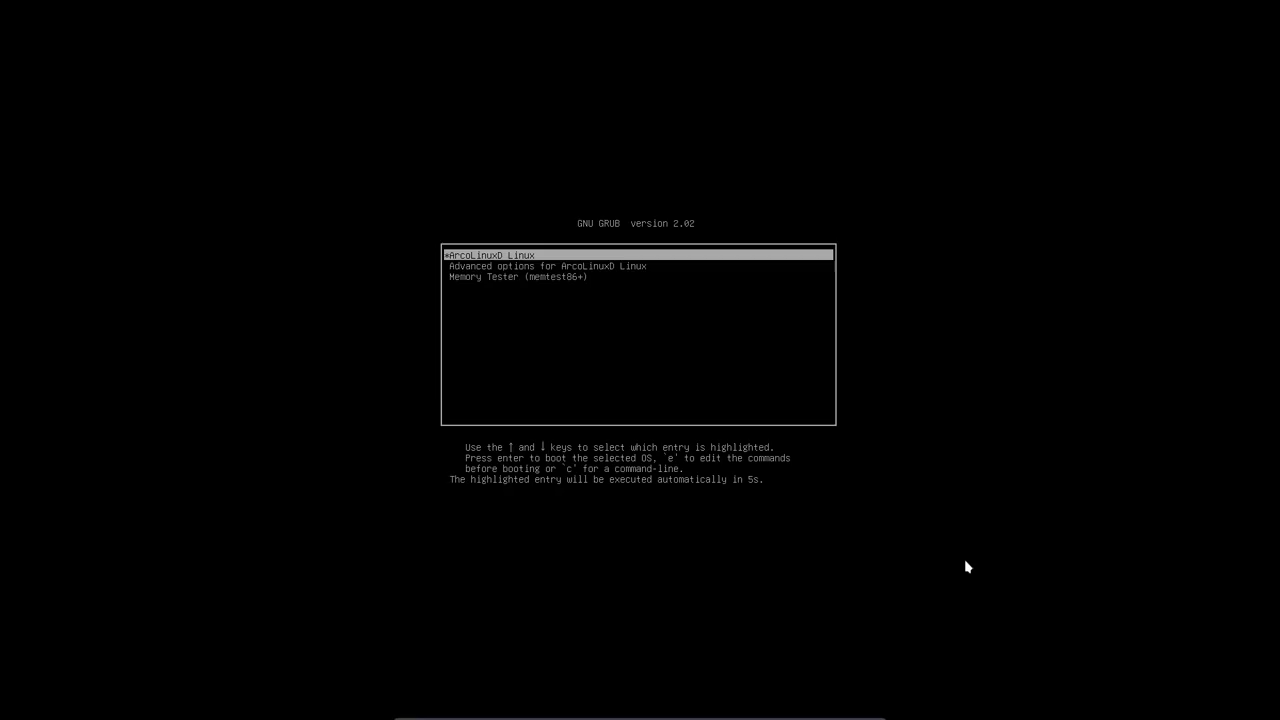 GNU GRUB  version 2.02
*ArcoLinuxD Linux
Advanced options for ArcoLinuxD Linux
Memory Tester (memtest86+)
Use the ↑ and ↓ keys to select which entry is highlighted.
Press enter to boot the selected OS, `e' to edit the commands
before booting or `c' for a command-line.
The highlighted entry will be executed automatically in 5s.